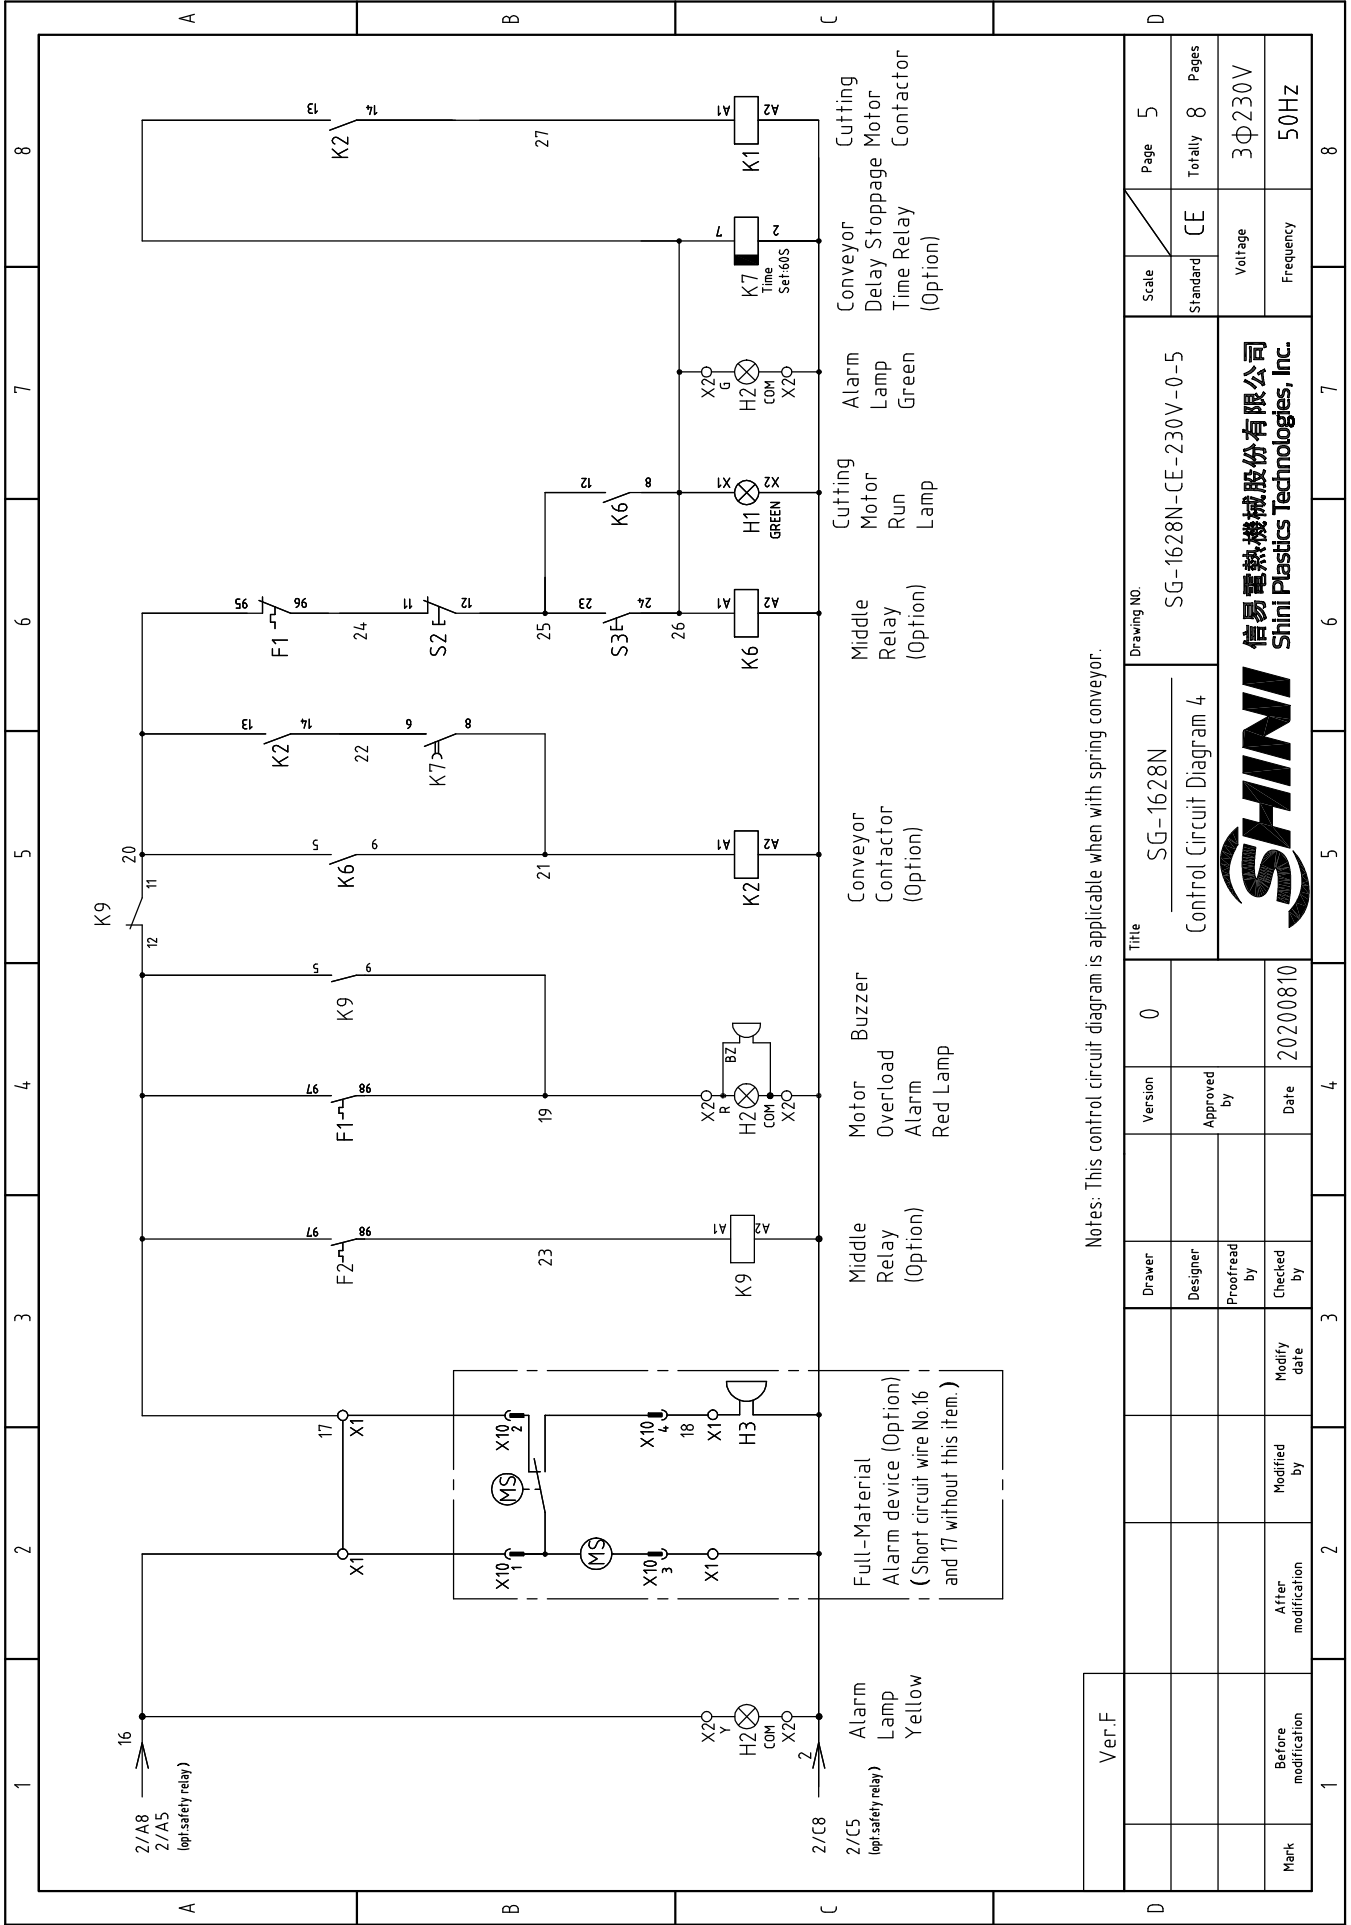 1
2
3
4
5
6
7
8
A
B
C
D
2/A8
2/A5
(opt.safety relay)
16
2/C8
2/C5
(opt.safety relay)
2
X2
Y
H2
COM
X2
Alarm
Lamp
Yellow
X1
X10
1
MS
MS
X10
3
X1
17
X1
X10
2
X10
4
18
X1
H3
Full-Material
Alarm device (Option)
( Short circuit wire No.16
and 17 without this item. )
97
F2
98
23
A1
K9
A2
Middle
Relay
(Option)
97
F1
98
19
X2
R
H2
COM
X2
BZ
Motor
Overload
Alarm
Red Lamp
Buzzer
5
K9
9
K9
12
11
20
5
K6
9
21
A1
K2
A2
Conveyor
Contactor
(Option)
13
K2
14
22
6
K7
8
95
F1
96
24
11
S2
12
25
23
S3
24
26
A1
K6
A2
Middle
Relay
(Option)
12
K6
8
X1
H1
GREEN
X2
Cutting
Motor
Run
Lamp
X2
G
H2
COM
X2
Alarm
Lamp
Green
7
K7
Time
Set:60S
2
Conveyor
Delay Stoppage
Time Relay
(Option)
13
K2
14
27
A1
K1
A2
Cutting
Motor
Contactor
Notes: This control circuit diagram is applicable when with spring conveyor.
Ver.F
Mark
Before
modification
After
modification
Modified
by
Modify
date
Drawer
Designer
Proofread
by
Checked
by
Version
0
Approved
by
Date
20200810
Title
SG-1628N
Control Circuit Diagram 4
Drawing NO.
SG-1628N-CE-230V-0-5
SHINI
信易電熱機械股份有限公司
Shini Plastics Technologies, Inc.
Scale
Page 5
Standard
CE
Totally 8 Pages
Voltage
3Φ230V
Frequency
50Hz
1
2
3
4
5
6
7
8
A
B
C
D